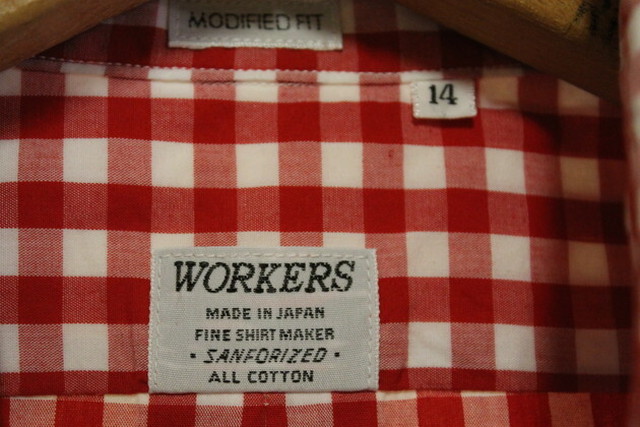 MODIFIED FIT
14
WORKERS
MADE IN JAPAN
FINE SHIRT MAKER
· SANFORIZED ·
ALL COTTON